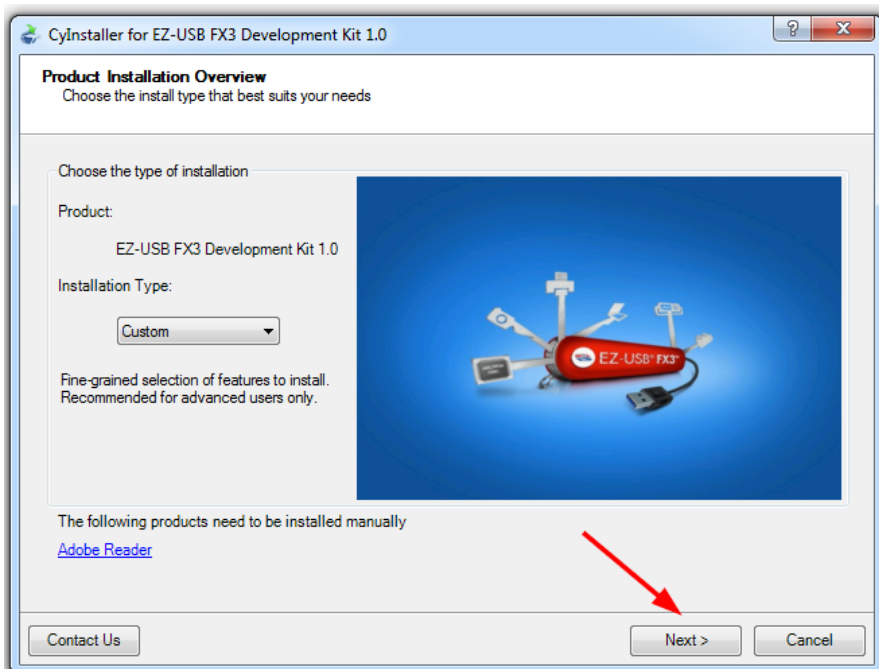 CyInstaller for EZ-USB FX3 Development Kit 1.0
Product Installation Overview
Choose the install type that best suits your needs
Choose the type of installation
Product:
EZ-USB FX3 Development Kit 1.0
Installation Type:
Custom
Fine-grained selection of features to install.
Recommended for advanced users only.
EZ-USB® FX3™
The following products need to be installed manually
Adobe Reader
Contact Us
Next >
Cancel